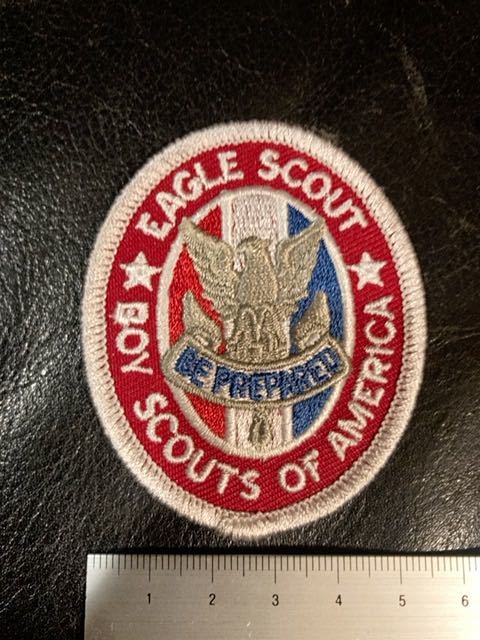 EAGLE SCOUT
BOY SCOUTS OF AMERICA
BE PREPARED
1 2 3 4 5 6